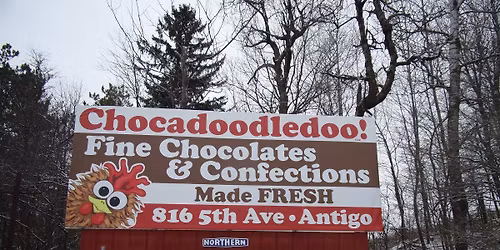 Chocadoodledoo!
Fine Chocolates
& Confections
Made FRESH
816 5th Ave • Antigo
NORTHERN